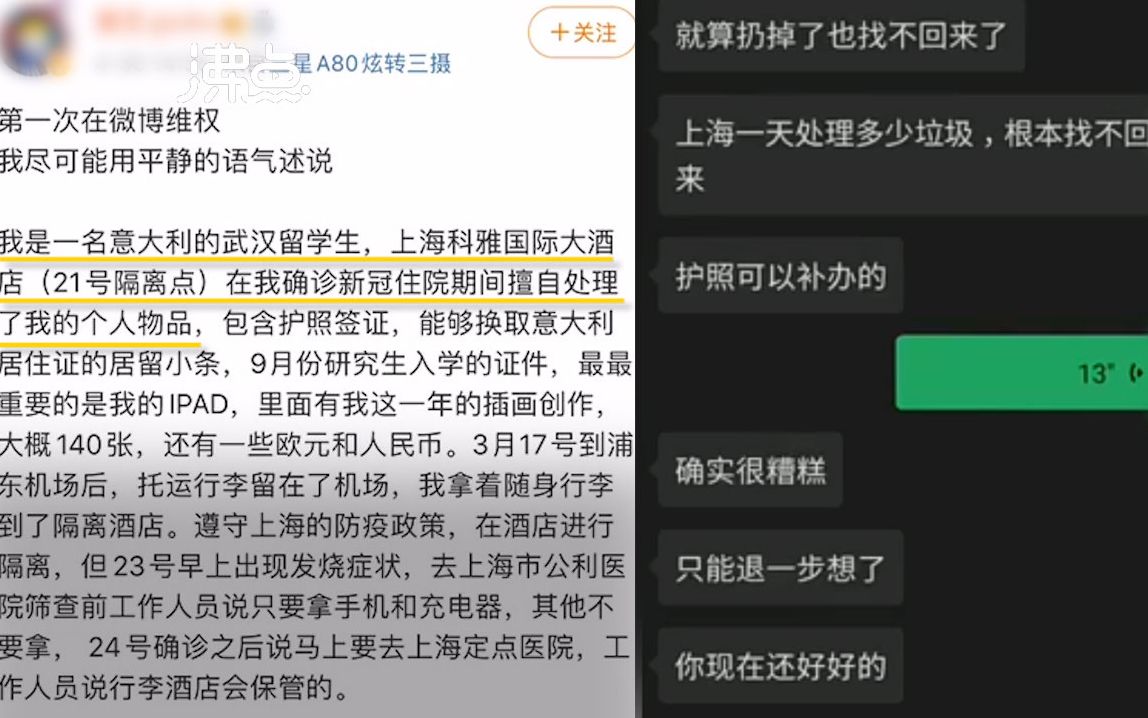 +关注
沸点
星A80炫转三摄
第一次在微博维权
我尽可能用平静的语气述说
我是一名意大利的武汉留学生，上海科雅国际大酒
店（21号隔离点）在我确诊新冠住院期间擅自处理
了我的个人物品，包含护照签证，能够换取意大利
居住证的居留小条，9月份研究生入学的证件，最最
重要的是我的IPAD，里面有我这一年的插画创作，
大概140张，还有一些欧元和人民币。3月17号到浦
东机场后，托运行李留在了机场，我拿着随身行李
到了隔离酒店。遵守上海的防疫政策，在酒店进行
隔离，但23号早上出现发烧症状，去上海市公利医
院筛查前工作人员说只要拿手机和充电器，其他不
要拿， 24号确诊之后说马上要去上海定点医院，工
作人员说行李酒店会保管的。
就算扔掉了也找不回来了
上海一天处理多少垃圾，根本找不回
来
护照可以补办的
13"
确实很糟糕
只能退一步想了
你现在还好好的